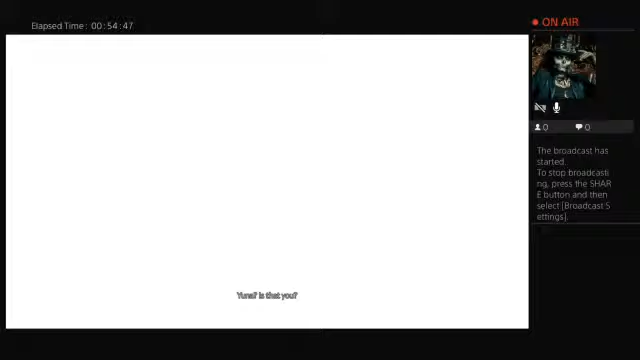 Elapsed Time : 00:54:47
ON AIR
0
0
The broadcast has
started.
To stop broadcasti
ng, press the SHAR
E button and then
select [Broadcast S
ettings].
Yuna? Is that you?